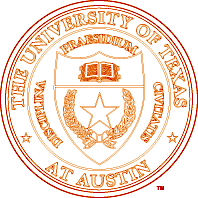 THE UNIVERSITY OF TEXAS
AT AUSTIN
DISCIPLINA PRAESIDIUM CIVITATIS
TM